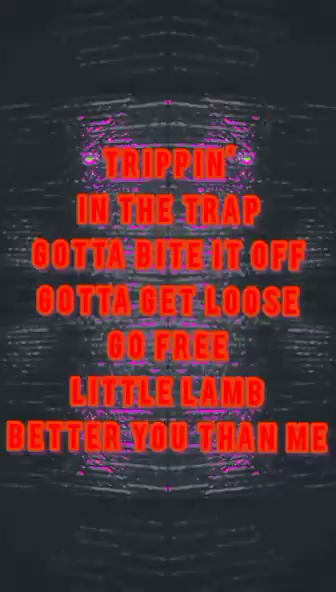 TRIPPIN'
IN THE TRAP
GOTTA BITE IT OFF
GOTTA GET LOOSE
GO FREE
LITTLE LAMB
BETTER YOU THAN ME